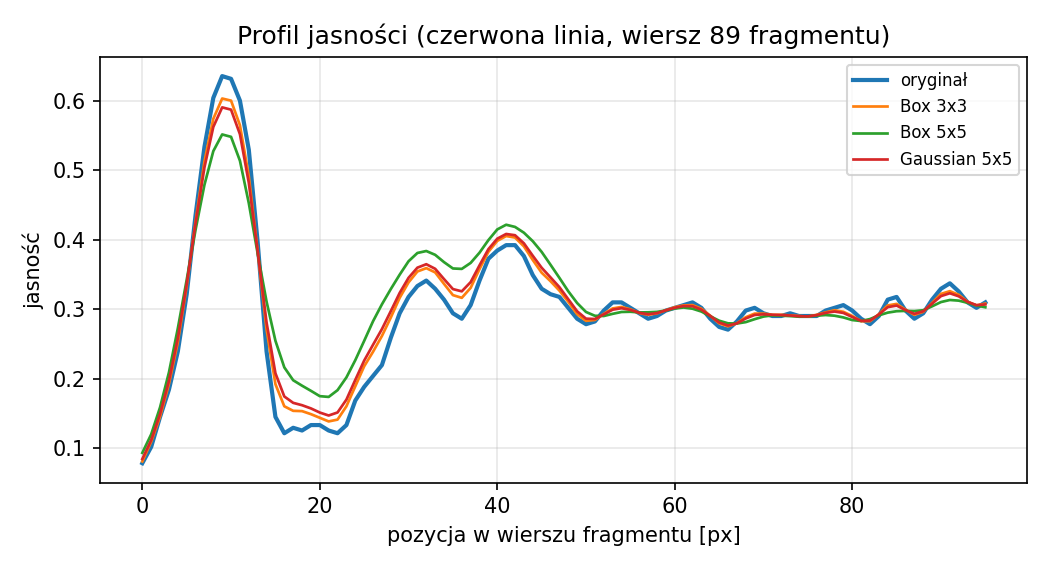 Profil jasności (czerwona linia, wiersz 89 fragmentu)
oryginał
Box 3x3
Box 5x5
Gaussian 5x5
jasność
0.6
0.5
0.4
0.3
0.2
0.1
0 20 40 60 80
pozycja w wierszu fragmentu [px]